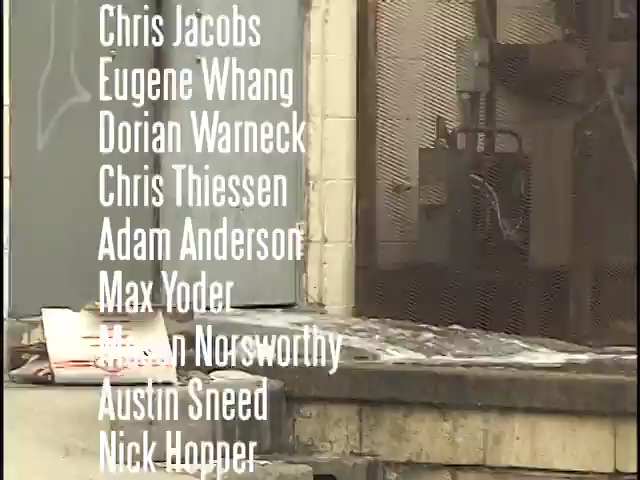 Chris Jacobs
Eugene Whang
Dorian Warneck
Chris Thiessen
Adam Anderson
Max Yoder
Norsworthy
Austin Sneed
Nick Hopper